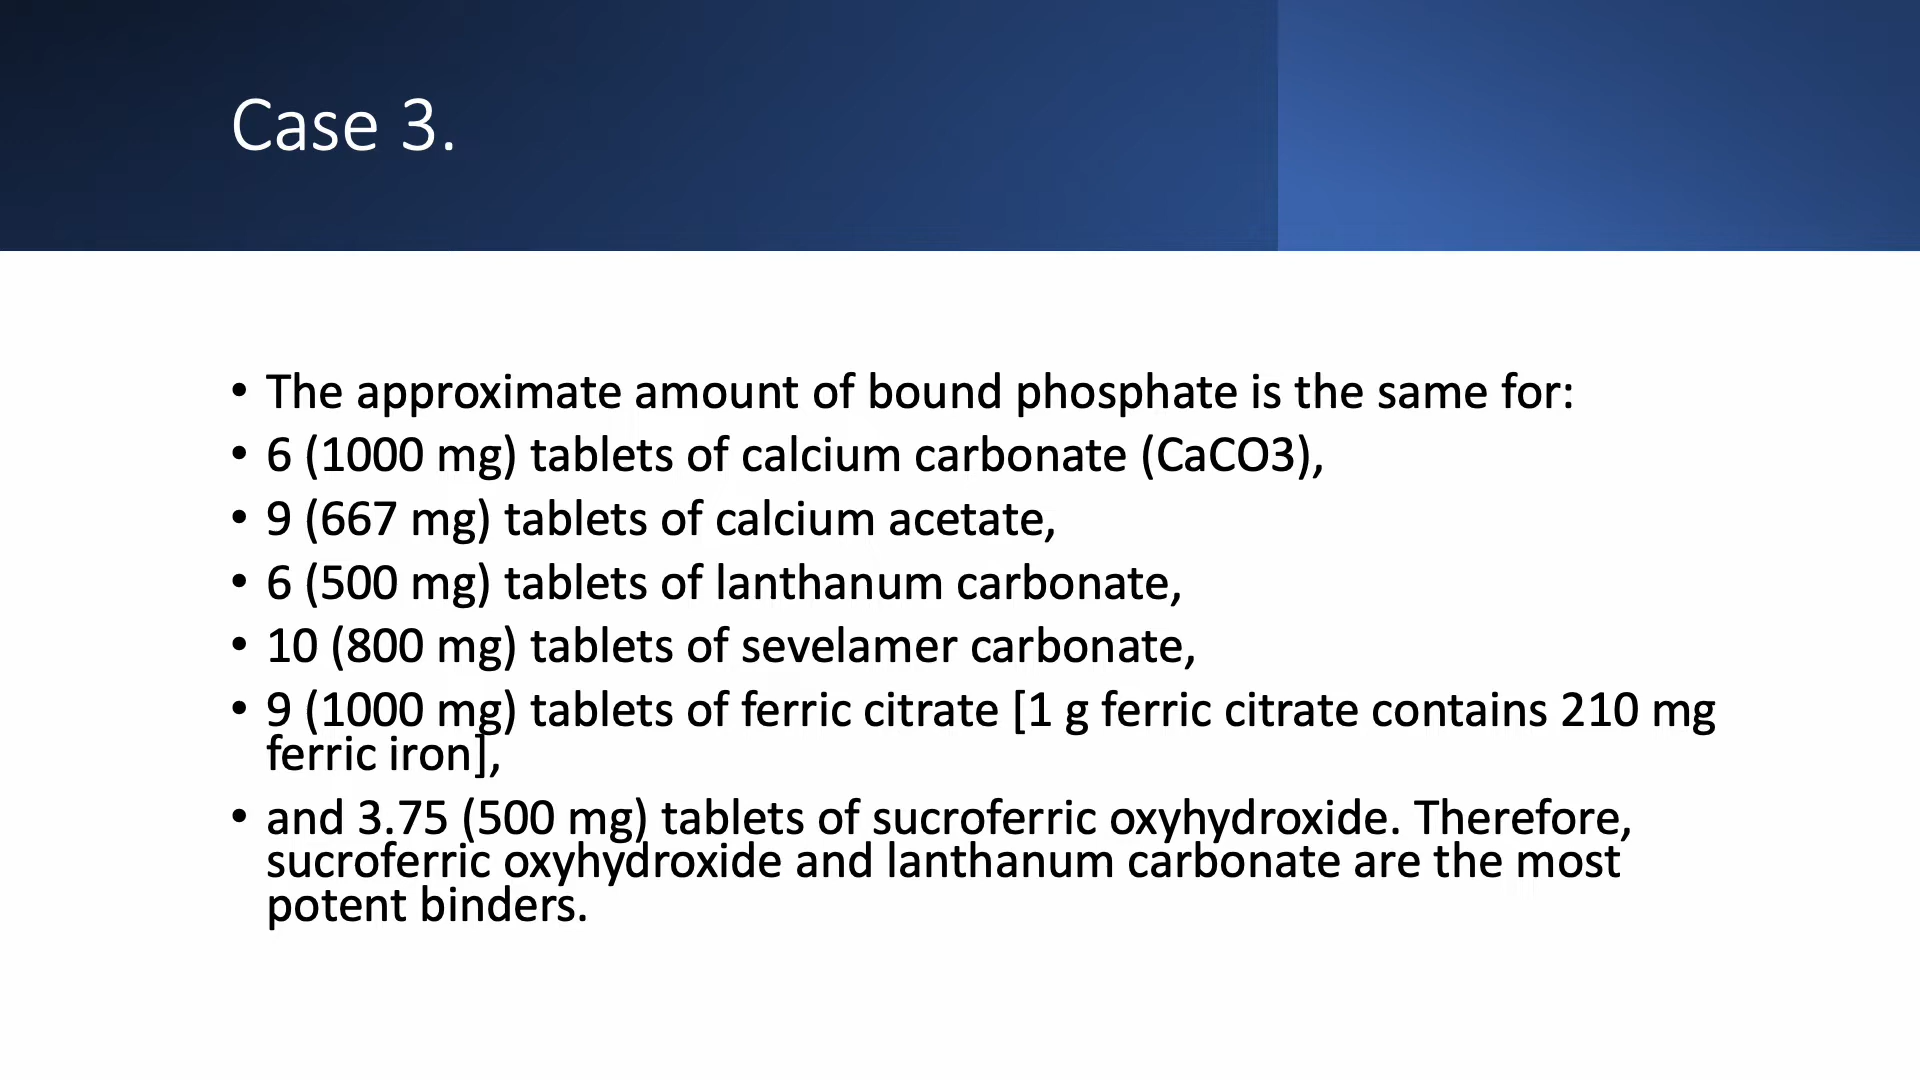 Case 3.
• The approximate amount of bound phosphate is the same for:
• 6 (1000 mg) tablets of calcium carbonate (CaCO3),
• 9 (667 mg) tablets of calcium acetate,
• 6 (500 mg) tablets of lanthanum carbonate,
• 10 (800 mg) tablets of sevelamer carbonate,
• 9 (1000 mg) tablets of ferric citrate [1 g ferric citrate contains 210 mg
ferric iron],
• and 3.75 (500 mg) tablets of sucroferric oxyhydroxide. Therefore,
sucroferric oxyhydroxide and lanthanum carbonate are the most
potent binders.